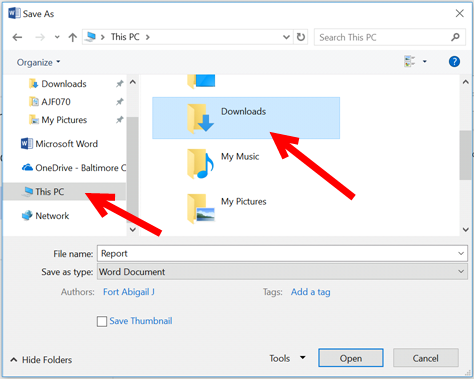 Save As
This PC
Search This PC
Organize
Downloads
AJF070
My Pictures
Microsoft Word
OneDrive - Baltimore C
This PC
Network
Downloads
My Music
My Pictures
File name: Report
Save as type: Word Document
Authors: Fort Abigail J Tags: Add a tag
Save Thumbnail
Hide Folders Tools Open Cancel